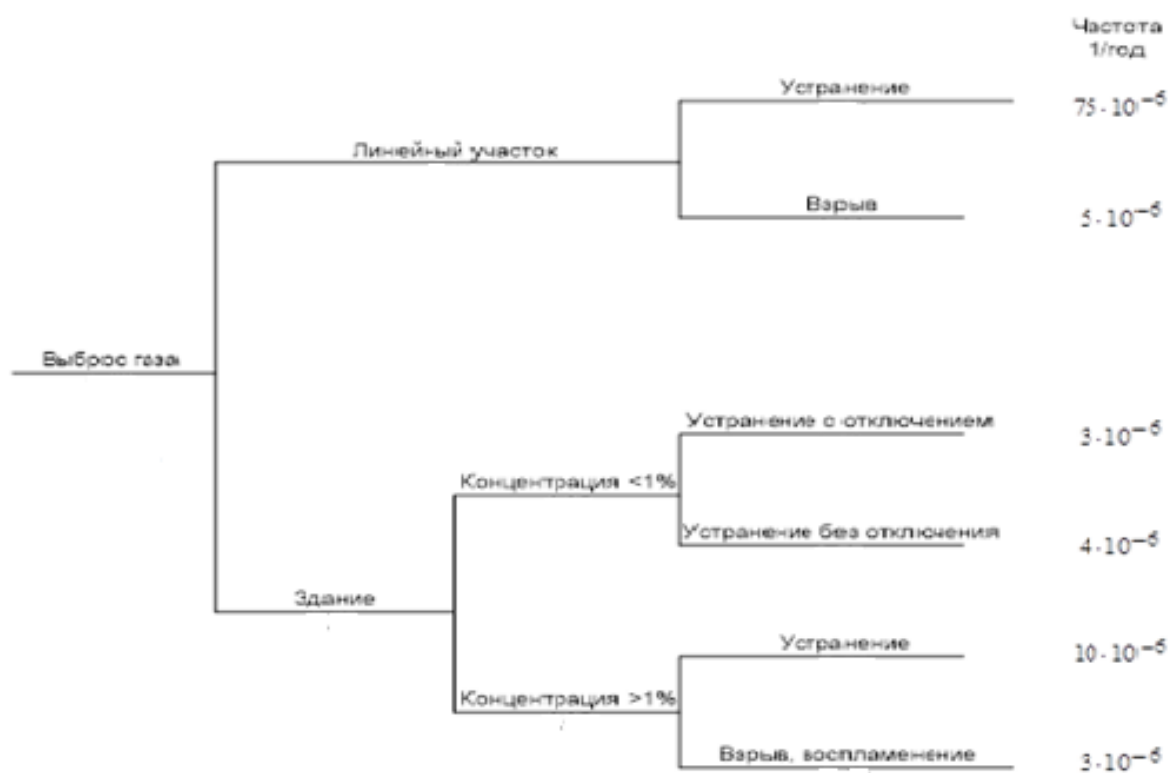 Частота
1/год
Устранение
75·10⁻⁶
Линейный участок
Взрыв
5·10⁻⁶
Выброс газа
Устранение с отключением
3·10⁻⁶
Концентрация <1%
Устранение без отключения
4·10⁻⁶
Здание
Устранение
10·10⁻⁶
Концентрация >1%
Взрыв, воспламенение
3·10⁻⁶